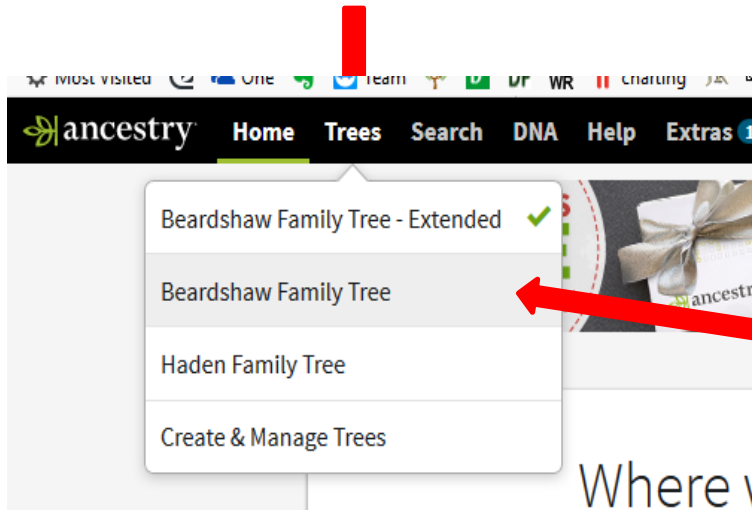 Most Visited One Team DF WR charting
ancestry Home Trees Search DNA Help Extras 1
Beardshaw Family Tree - Extended
Beardshaw Family Tree
ancestr
Haden Family Tree
Create & Manage Trees
Where